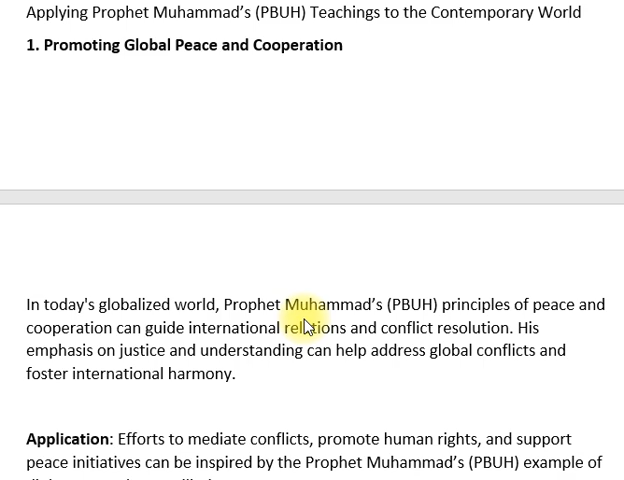 Applying Prophet Muhammad’s (PBUH) Teachings to the Contemporary World
1. Promoting Global Peace and Cooperation
In today's globalized world, Prophet Muhammad’s (PBUH) principles of peace and
cooperation can guide international relations and conflict resolution. His
emphasis on justice and understanding can help address global conflicts and
foster international harmony.
Application: Efforts to mediate conflicts, promote human rights, and support
peace initiatives can be inspired by the Prophet Muhammad’s (PBUH) example of